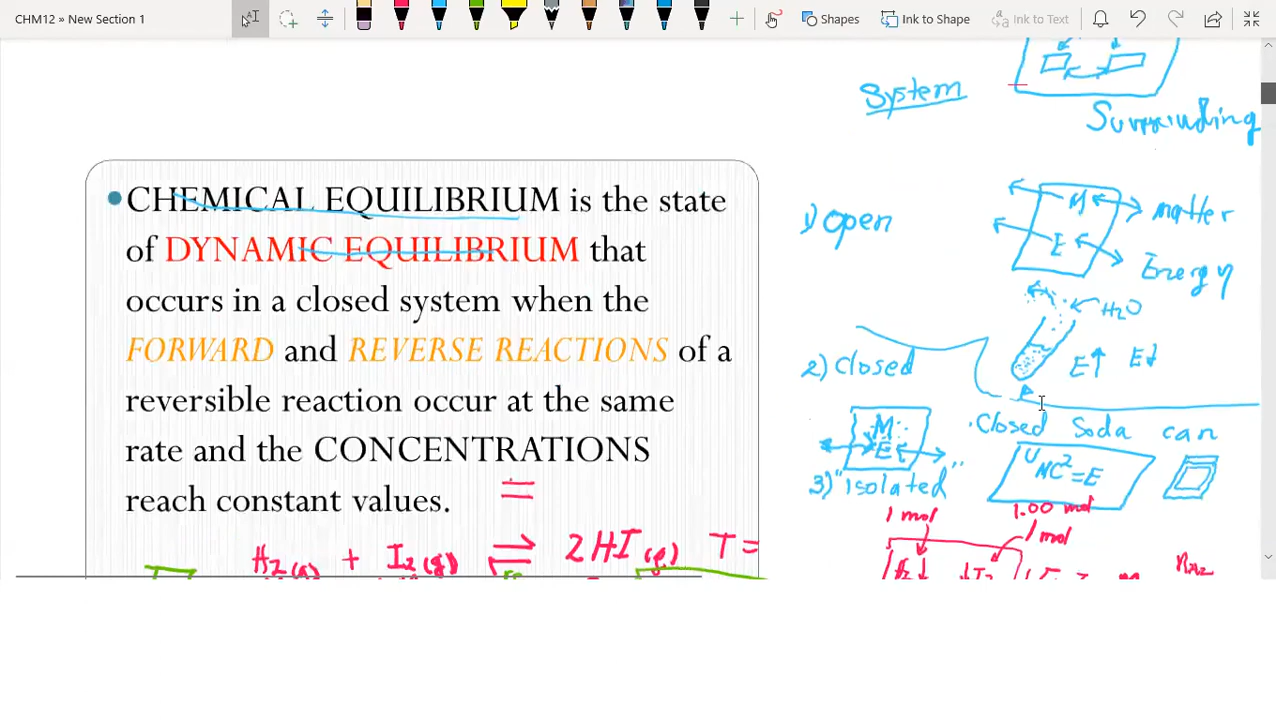 CHM12 » New Section 1
Shapes
Ink to Shape
Ink to Text
System
Surrounding
• CHEMICAL EQUILIBRIUM is the state
of DYNAMIC EQUILIBRIUM that
occurs in a closed system when the
FORWARD and REVERSE REACTIONS of a
reversible reaction occur at the same
rate and the CONCENTRATIONS
reach constant values.
=
H2(g) + I2(g) ⇌ 2HI(g) T=
1) Open
M matter
E Energy
H2O
E↑ E↓
2) Closed
M
E
Closed Soda can
3) "Isolated"
MC²=E
1 mol
1.00 mol
1 mol
H2 I2